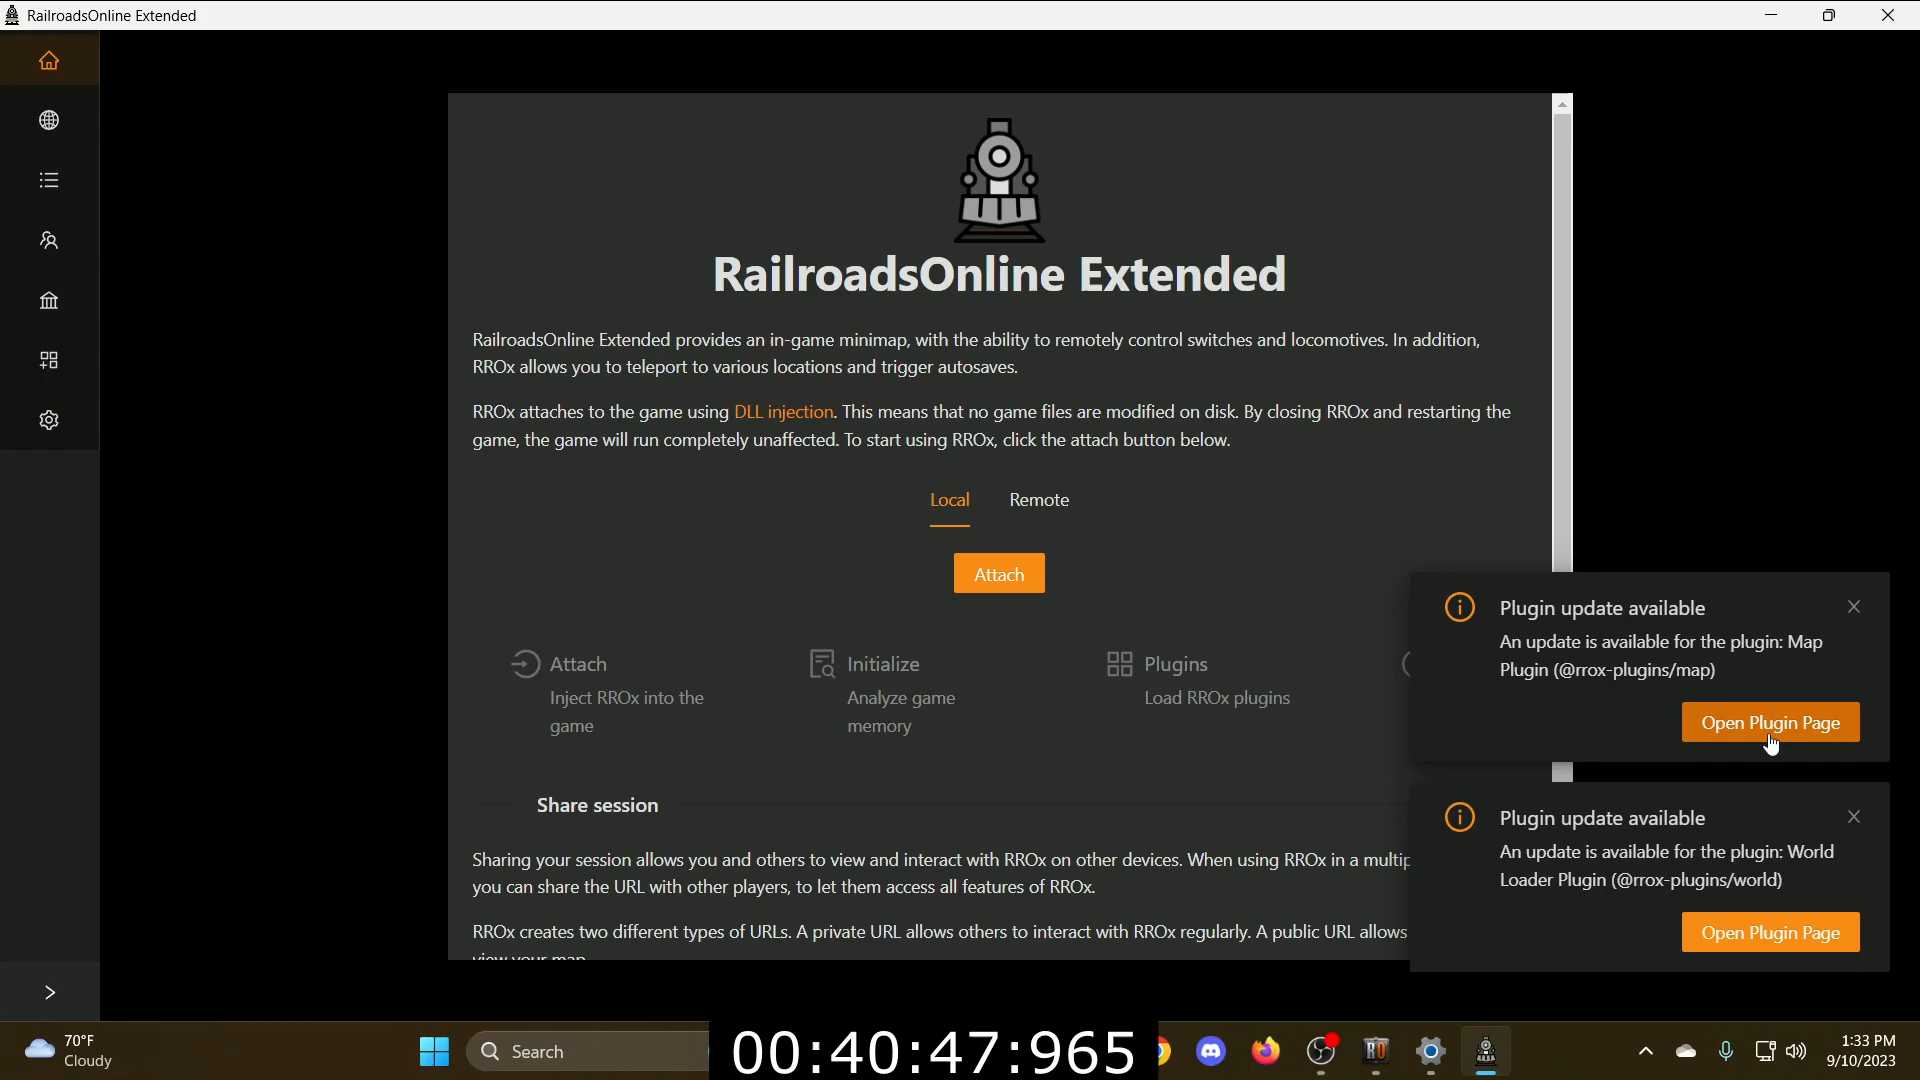 RailroadsOnline Extended
RailroadsOnline Extended
RailroadsOnline Extended provides an in-game minimap, with the ability to remotely control switches and locomotives. In addition,
RROx allows you to teleport to various locations and trigger autosaves.
RROx attaches to the game using DLL injection. This means that no game files are modified on disk. By closing RROx and restarting the
game, the game will run completely unaffected. To start using RROx, click the attach button below.
Local Remote
Attach
Attach
Inject RROx into the
game
Initialize
Analyze game
memory
Plugins
Load RROx plugins
Share session
Sharing your session allows you and others to view and interact with RROx on other devices. When using RROx in a multip
you can share the URL with other players, to let them access all features of RROx.
RROx creates two different types of URLs. A private URL allows others to interact with RROx regularly. A public URL allows
view your map
Plugin update available
An update is available for the plugin: Map
Plugin (@rrox-plugins/map)
Open Plugin Page
Plugin update available
An update is available for the plugin: World
Loader Plugin (@rrox-plugins/world)
Open Plugin Page
70°F
Cloudy
Search
00:40:47:965
RO
1:33 PM
9/10/2023